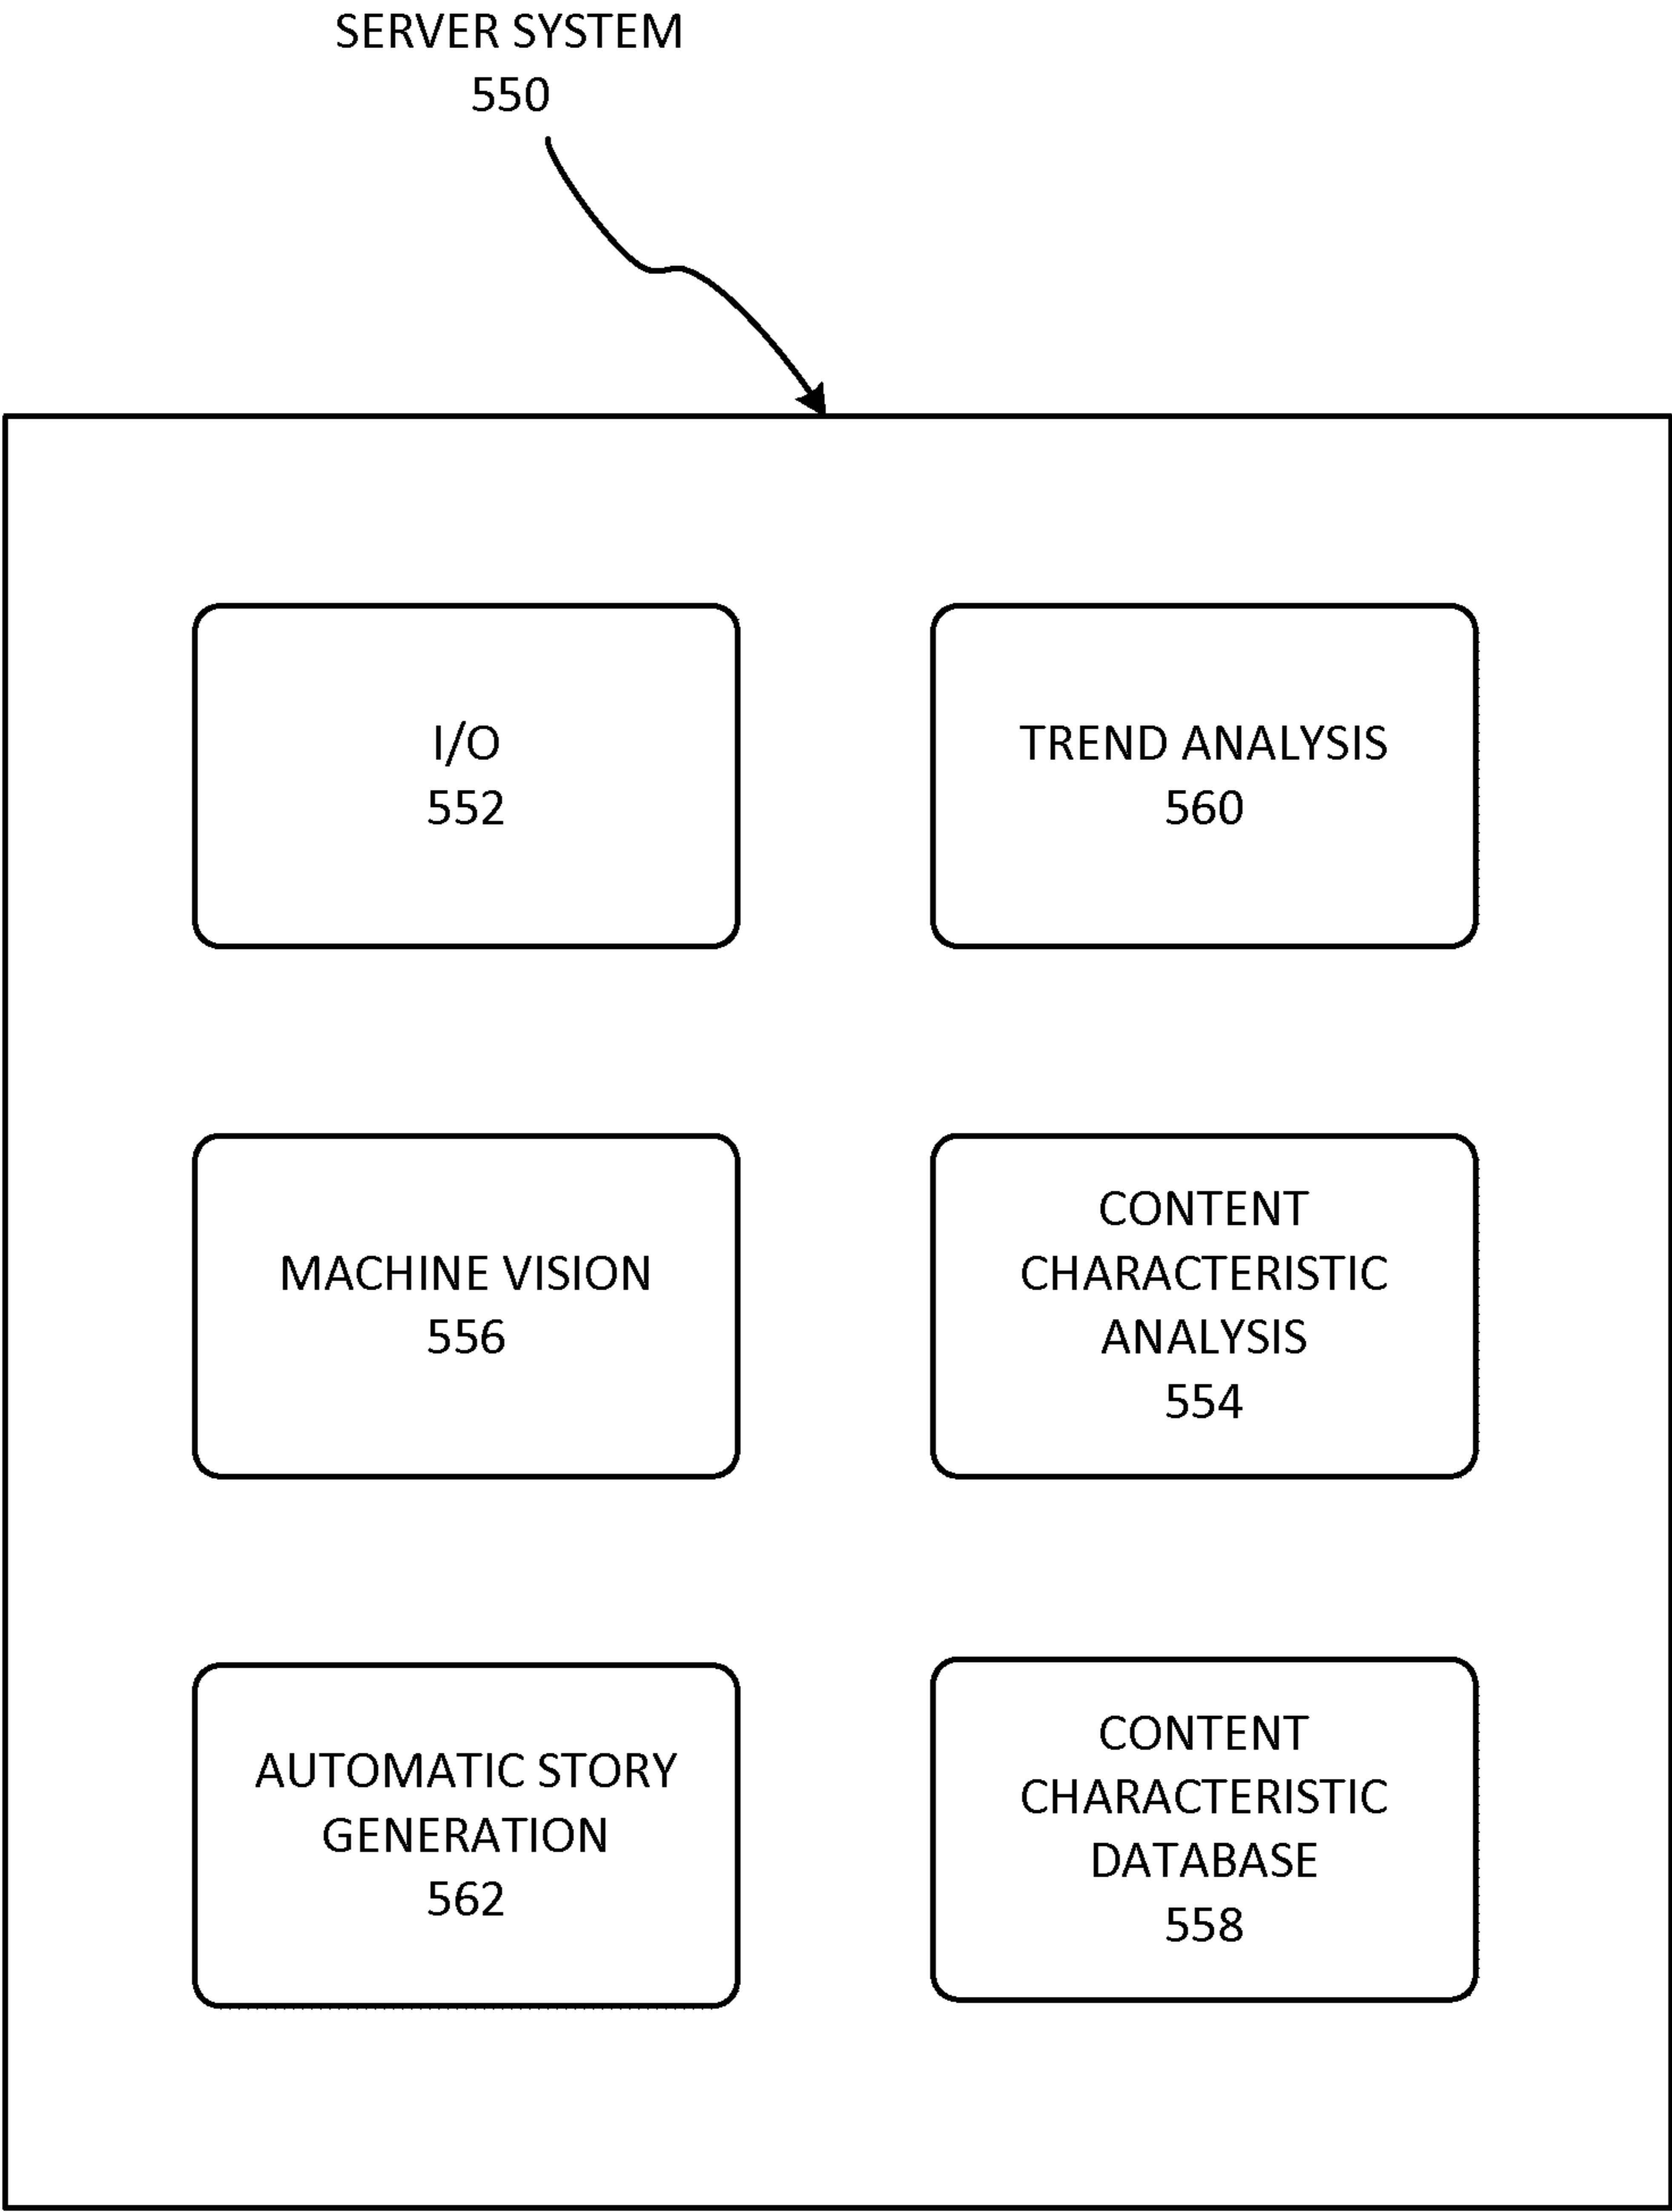 SERVER SYSTEM
550
I/O
552
TREND ANALYSIS
560
MACHINE VISION
556
CONTENT
CHARACTERISTIC
ANALYSIS
554
AUTOMATIC STORY
GENERATION
562
CONTENT
CHARACTERISTIC
DATABASE
558